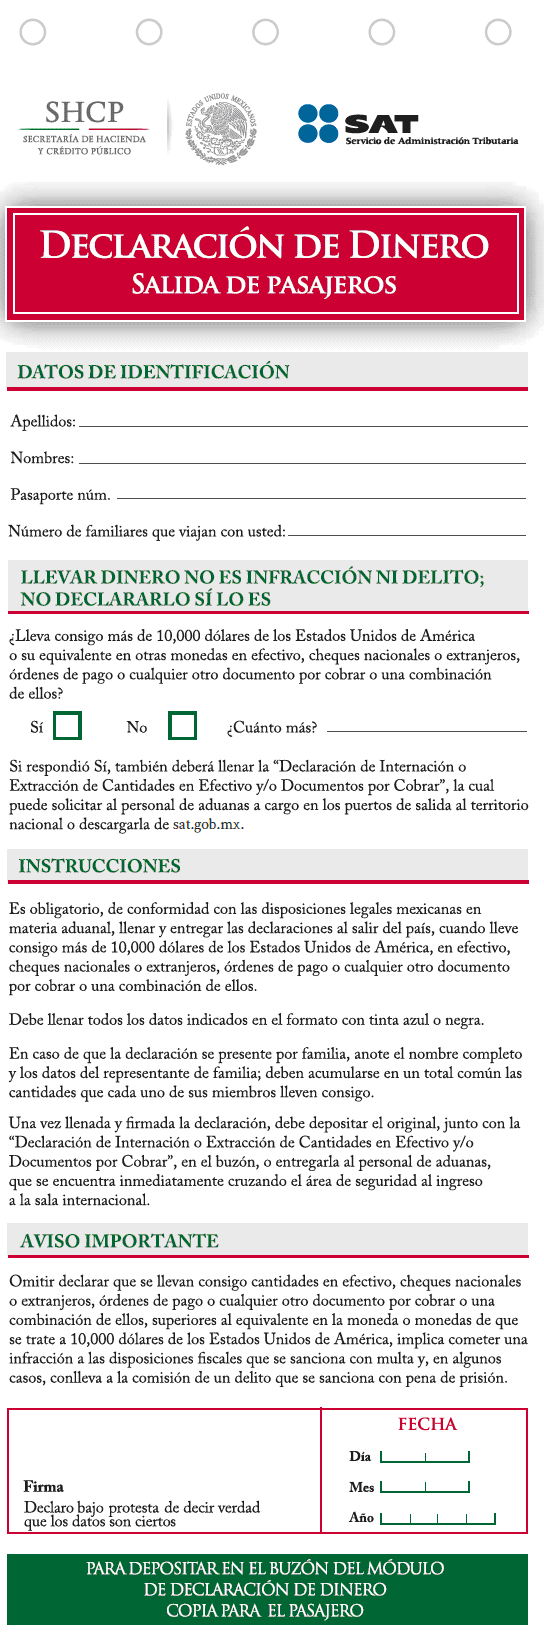 SHCP
SECRETARÍA DE HACIENDA
Y CRÉDITO PÚBLICO
ESTADOS UNIDOS MEXICANOS
SAT
Servicio de Administración Tributaria
DECLARACIÓN DE DINERO
SALIDA DE PASAJEROS
DATOS DE IDENTIFICACIÓN
Apellidos:
Nombres:
Pasaporte núm.
Número de familiares que viajan con usted:
LLEVAR DINERO NO ES INFRACCIÓN NI DELITO;
NO DECLARARLO SÍ LO ES
¿Lleva consigo más de 10,000 dólares de los Estados Unidos de América
o su equivalente en otras monedas en efectivo, cheques nacionales o extranjeros,
órdenes de pago o cualquier otro documento por cobrar o una combinación
de ellos?
Sí No ¿Cuánto más?
Si respondió Sí, también deberá llenar la “Declaración de Internación o
Extracción de Cantidades en Efectivo y/o Documentos por Cobrar”, la cual
puede solicitar al personal de aduanas a cargo en los puertos de salida al territorio
nacional o descargarla de sat.gob.mx.
INSTRUCCIONES
Es obligatorio, de conformidad con las disposiciones legales mexicanas en
materia aduanal, llenar y entregar las declaraciones al salir del país, cuando lleve
consigo más de 10,000 dólares de los Estados Unidos de América, en efectivo,
cheques nacionales o extranjeros, órdenes de pago o cualquier otro documento
por cobrar o una combinación de ellos.
Debe llenar todos los datos indicados en el formato con tinta azul o negra.
En caso de que la declaración se presente por familia, anote el nombre completo
y los datos del representante de familia; deben acumularse en un total común las
cantidades que cada uno de sus miembros lleven consigo.
Una vez llenada y firmada la declaración, debe depositar el original, junto con la
“Declaración de Internación o Extracción de Cantidades en Efectivo y/o
Documentos por Cobrar”, en el buzón, o entregarla al personal de aduanas,
que se encuentra inmediatamente cruzando el área de seguridad al ingreso
a la sala internacional.
AVISO IMPORTANTE
Omitir declarar que se llevan consigo cantidades en efectivo, cheques nacionales
o extranjeros, órdenes de pago o cualquier otro documento por cobrar o una
combinación de ellos, superiores al equivalente en la moneda o monedas de que
se trate a 10,000 dólares de los Estados Unidos de América, implica cometer una
infracción a las disposiciones fiscales que se sanciona con multa y, en algunos
casos, conlleva a la comisión de un delito que se sanciona con pena de prisión.
FECHA
Día
Mes
Año
Firma
Declaro bajo protesta de decir verdad
que los datos son ciertos
PARA DEPOSITAR EN EL BUZÓN DEL MÓDULO
DE DECLARACIÓN DE DINERO
COPIA PARA EL PASAJERO